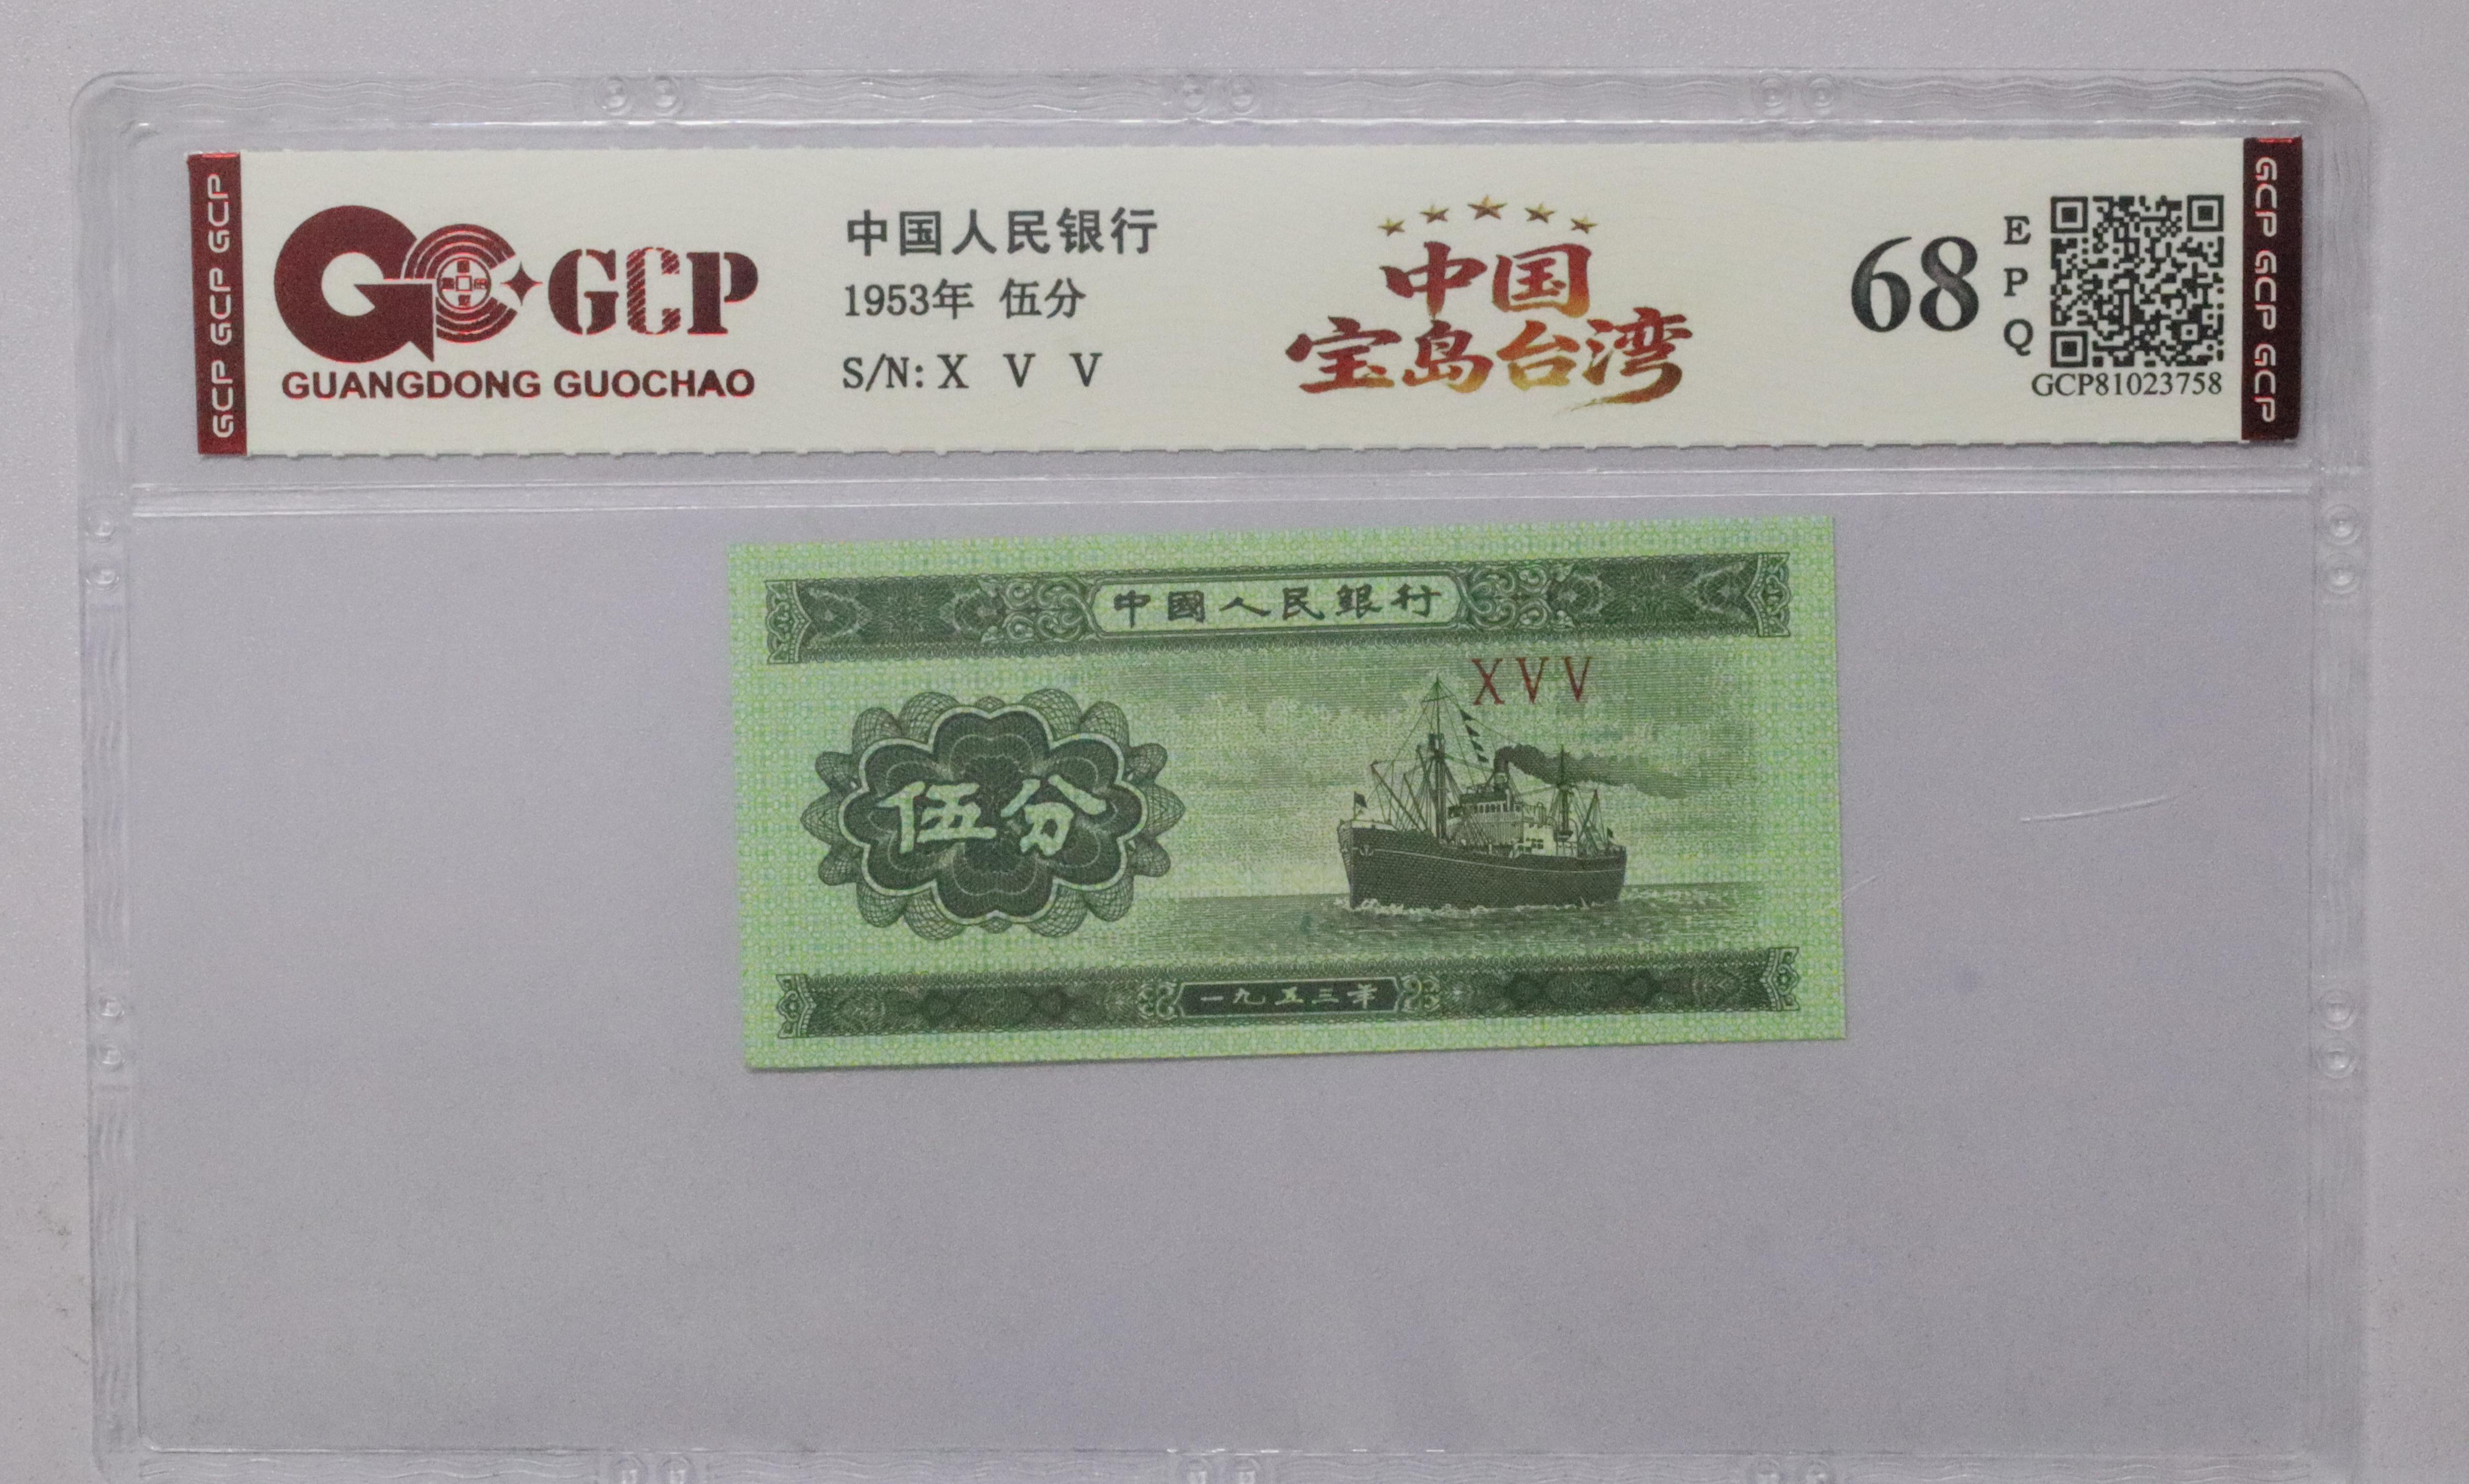 GCP GCP GCP
GCP
GUANGDONG GUOCHAO
中国人民银行
1953年 伍分
S/N: X V V
中国
宝岛台湾
68
EPQ
GCP81023758
GCP GCP GCP
中國人民銀行
XVV
伍分
一九五三年